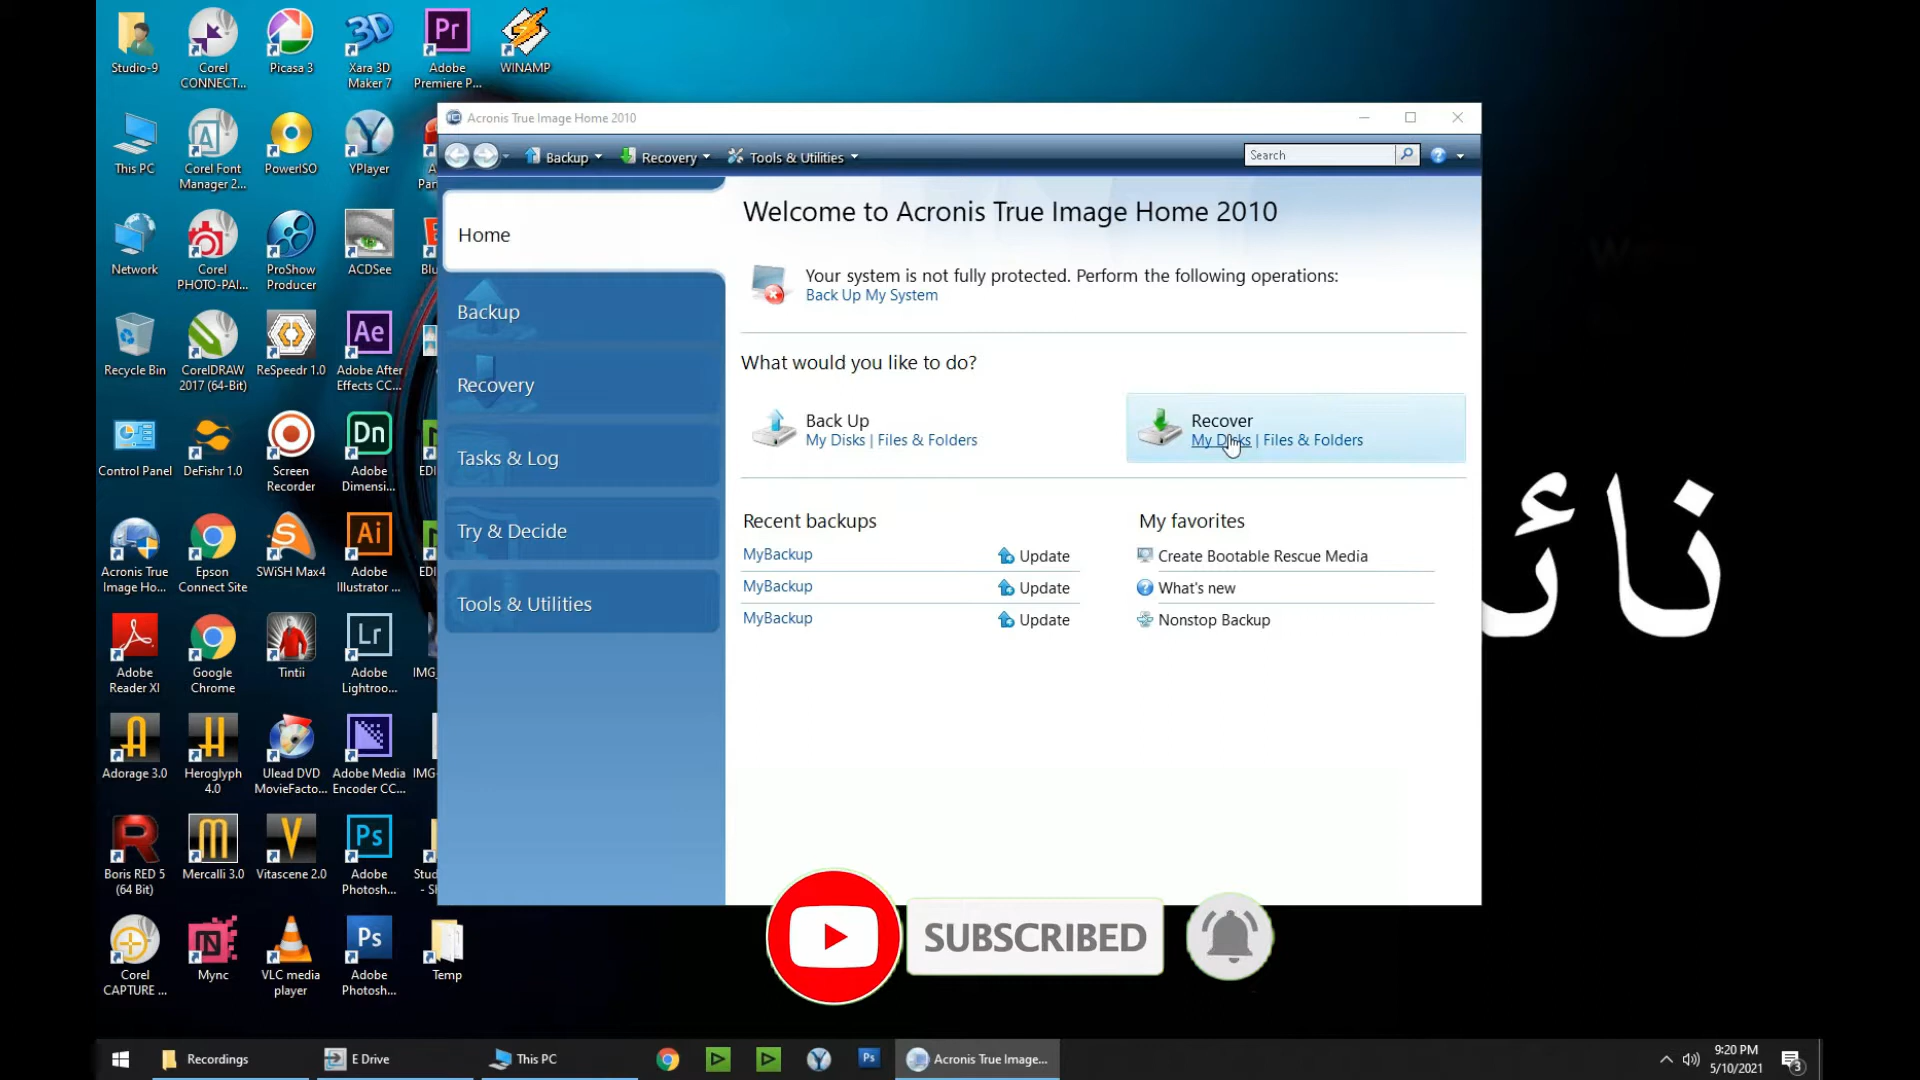 Studio-9
Corel CONNECT...
Picasa 3
Xara 3D Maker 7
Adobe Premiere P...
WINAMP
This PC
Corel Font Manager 2...
PowerISO
YPlayer
Network
Corel PHOTO-PAI...
ProShow Producer
ACDSee
Recycle Bin
CorelDRAW 2017 (64-Bit)
ReSpeedr 1.0
Adobe After Effects CC...
Control Panel
DeFishr 1.0
Screen Recorder
Adobe Dimensi...
Acronis True Image Ho...
Epson Connect Site
SWiSH Max4
Adobe Illustrator ...
Adobe Reader XI
Google Chrome
Tintii
Adobe Lightroo...
Adorage 3.0
Heroglyph 4.0
Ulead DVD MovieFacto...
Adobe Media Encoder CC...
Boris RED 5 (64 Bit)
Mercalli 3.0
Vitascene 2.0
Adobe Photosh...
Corel CAPTURE ...
Mync
VLC media player
Adobe Photosh...
Temp
Acronis True Image Home 2010
Backup
Recovery
Tools & Utilities
Search
Home
Backup
Recovery
Tasks & Log
Try & Decide
Tools & Utilities
Welcome to Acronis True Image Home 2010
Your system is not fully protected. Perform the following operations:
Back Up My System
What would you like to do?
Back Up
My Disks | Files & Folders
Recover
My Disks | Files & Folders
Recent backups
MyBackup Update
MyBackup Update
MyBackup Update
My favorites
Create Bootable Rescue Media
What's new
Nonstop Backup
SUBSCRIBED
Recordings
E Drive
This PC
Acronis True Image...
9:20 PM
5/10/2021
3